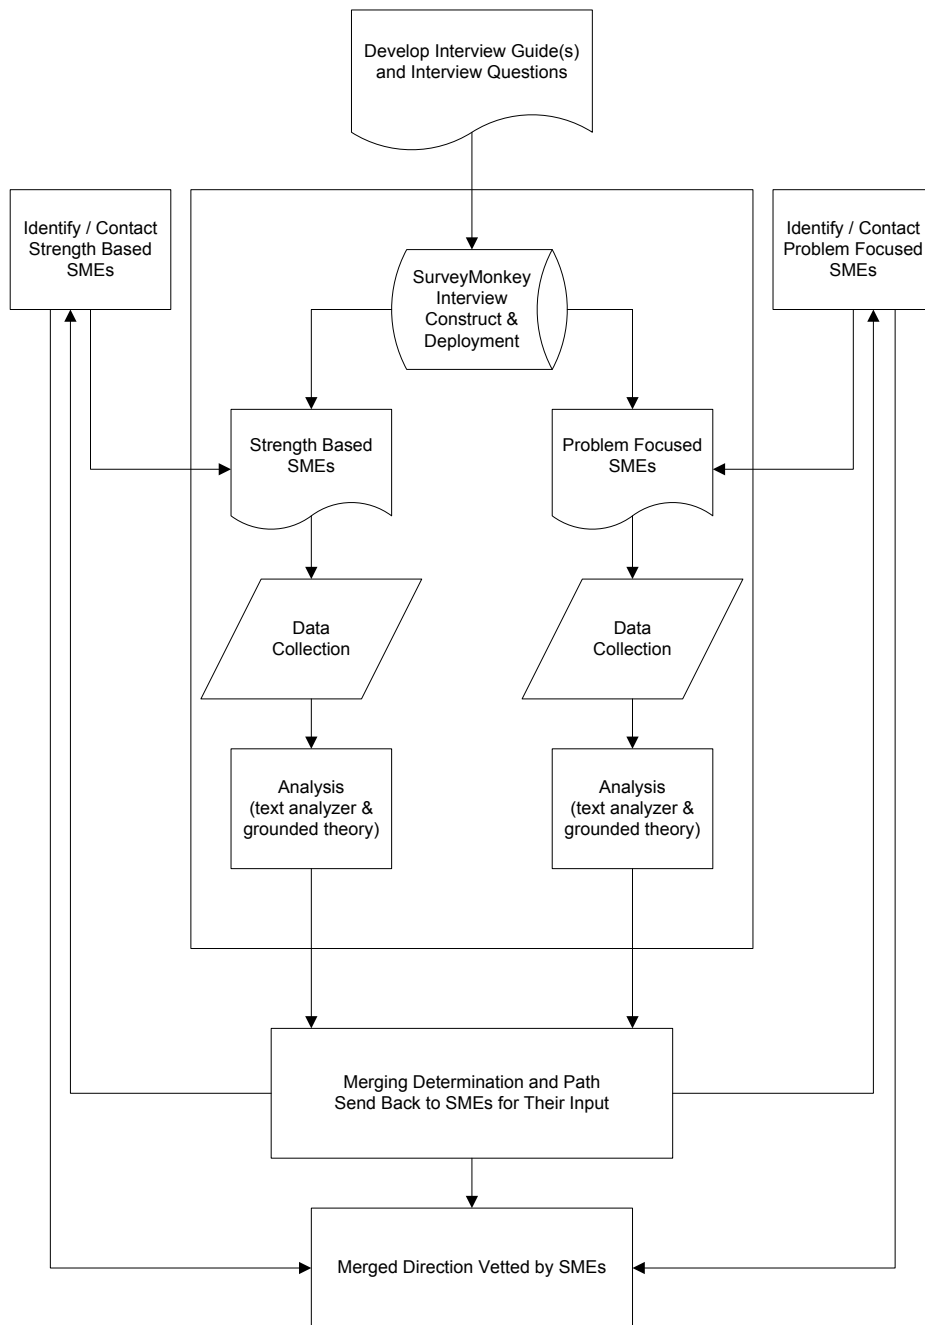 Develop Interview Guide(s)
and Interview Questions
Identify / Contact
Strength Based
SMEs
Identify / Contact
Problem Focused
SMEs
SurveyMonkey
Interview
Construct &
Deployment
Strength Based
SMEs
Problem Focused
SMEs
Data
Collection
Data
Collection
Analysis
(text analyzer &
grounded theory)
Analysis
(text analyzer &
grounded theory)
Merging Determination and Path
Send Back to SMEs for Their Input
Merged Direction Vetted by SMEs